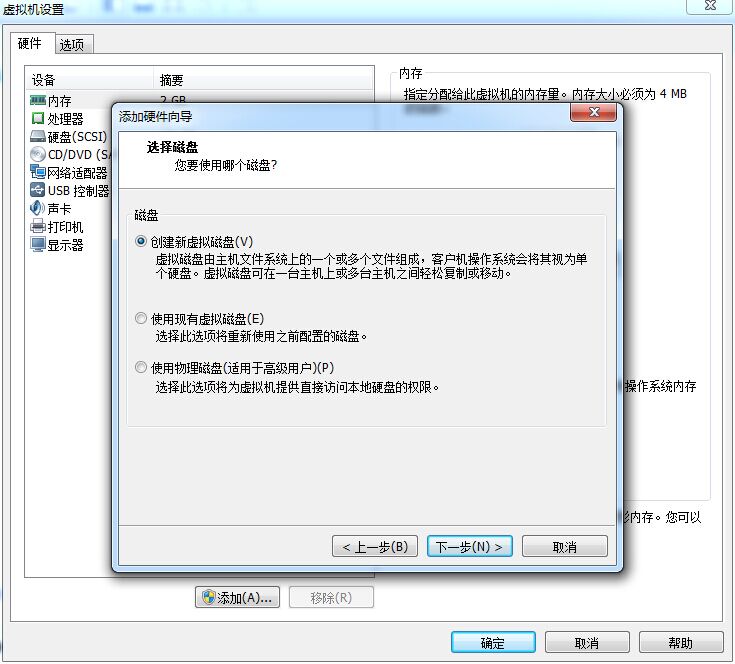 虚拟机设置
硬件
选项
设备
摘要
内存
2 GB
处理器
硬盘(SCSI)
CD/DVD (SA
网络适配器
USB 控制器
声卡
打印机
显示器
内存
指定分配给此虚拟机的内存量。内存大小必须为 4 MB
操作系统内存
内存。您可以
添加硬件向导
选择磁盘
您要使用哪个磁盘?
磁盘
创建新虚拟磁盘(V)
虚拟磁盘由主机文件系统上的一个或多个文件组成，客户机操作系统会将其视为单
个硬盘。虚拟磁盘可在一台主机上或多台主机之间轻松复制或移动。
使用现有虚拟磁盘(E)
选择此选项将重新使用之前配置的磁盘。
使用物理磁盘(适用于高级用户)(P)
选择此选项将为虚拟机提供直接访问本地硬盘的权限。
< 上一步(B)
下一步(N) >
取消
添加(A)...
移除(R)
确定
取消
帮助